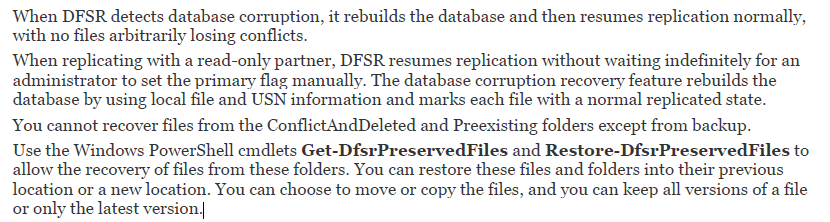 When DFSR detects database corruption, it rebuilds the database and then resumes replication normally,
with no files arbitrarily losing conflicts.
When replicating with a read-only partner, DFSR resumes replication without waiting indefinitely for an
administrator to set the primary flag manually. The database corruption recovery feature rebuilds the
database by using local file and USN information and marks each file with a normal replicated state.
You cannot recover files from the ConflictAndDeleted and Preexisting folders except from backup.
Use the Windows PowerShell cmdlets Get-DfsrPreservedFiles and Restore-DfsrPreservedFiles to
allow the recovery of files from these folders. You can restore these files and folders into their previous
location or a new location. You can choose to move or copy the files, and you can keep all versions of a file
or only the latest version.